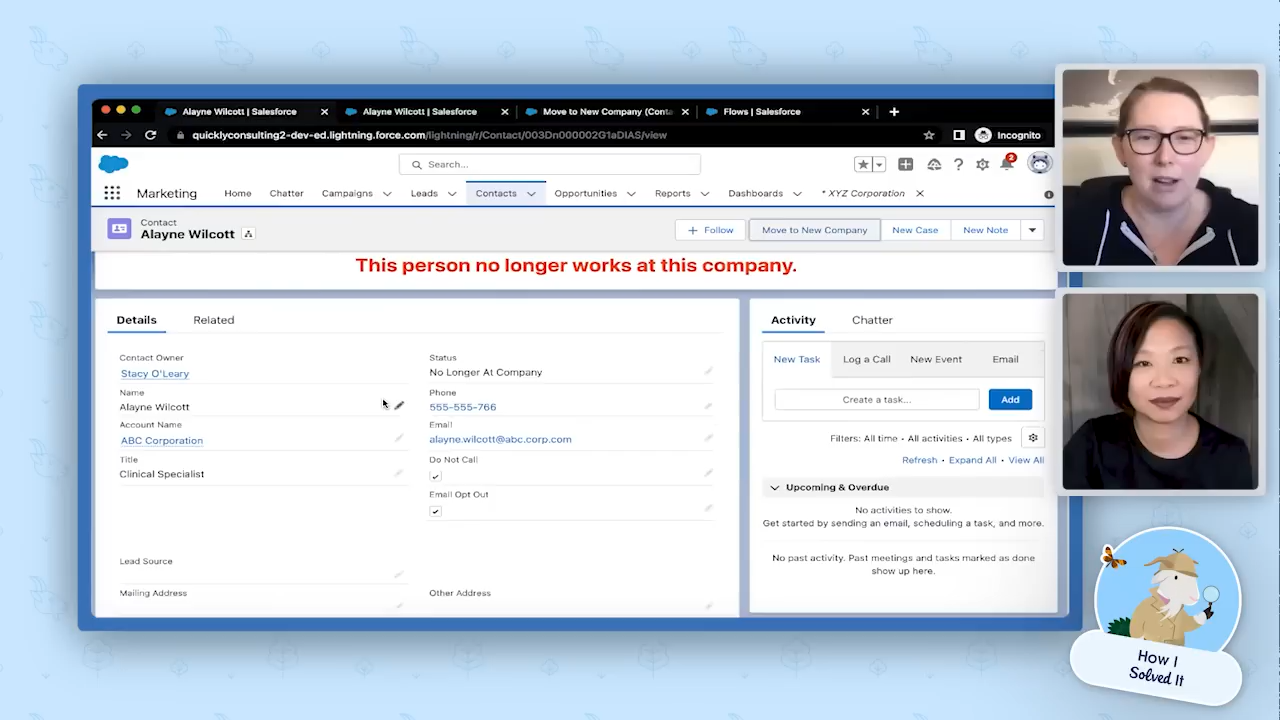 Alayne Wilcott | Salesforce
Alayne Wilcott | Salesforce
Move to New Company (Conta
Flows | Salesforce
quicklyconsulting2-dev-ed.lightning.force.com/lightning/r/Contact/003Dn000002G1aDIAS/view
Incognito
Search...
2
Marketing
Home
Chatter
Campaigns
Leads
Contacts
Opportunities
Reports
Dashboards
* XYZ Corporation
Contact
Alayne Wilcott
+ Follow
Move to New Company
New Case
New Note
This person no longer works at this company.
Details
Related
Contact Owner
Stacy O'Leary
Status
No Longer At Company
Name
Alayne Wilcott
Phone
555-555-766
Account Name
ABC Corporation
Email
alayne.wilcott@abc.corp.com
Title
Clinical Specialist
Do Not Call
Email Opt Out
Lead Source
Mailing Address
Other Address
Activity
Chatter
New Task
Log a Call
New Event
Email
Create a task...
Add
Filters: All time • All activities • All types
Refresh • Expand All • View All
Upcoming & Overdue
No activities to show.
Get started by sending an email, scheduling a task, and more.
No past activity. Past meetings and tasks marked as done
show up here.
How I
Solved It